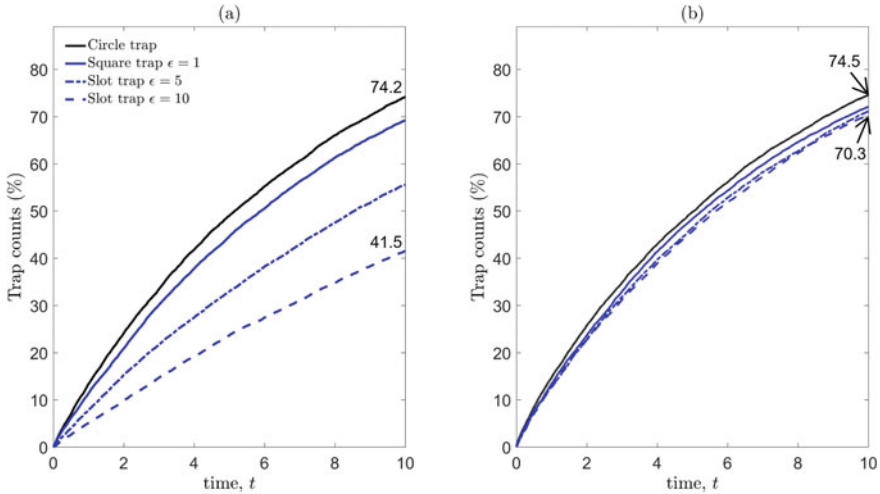 (a)
Circle trap
Square trap ϵ = 1
Slot trap ϵ = 5
Slot trap ϵ = 10
74.2
41.5
80
70
60
50
40
30
20
10
0
0 2 4 6 8 10
Trap counts (%)
time, t
(b)
74.5
70.3
80
70
60
50
40
30
20
10
0
0 2 4 6 8 10
Trap counts (%)
time, t